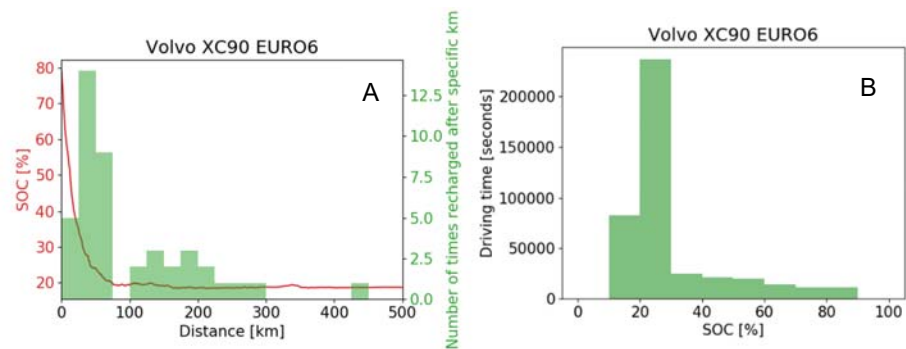 Volvo XC90 EURO6
A
SOC [%]
80
70
60
50
40
30
20
Number of times recharged after specific km
12.5
10.0
7.5
5.0
2.5
0.0
0 100 200 300 400 500
Distance [km]
Volvo XC90 EURO6
B
Driving time [seconds]
200000
150000
100000
50000
0
0 20 40 60 80 100
SOC [%]